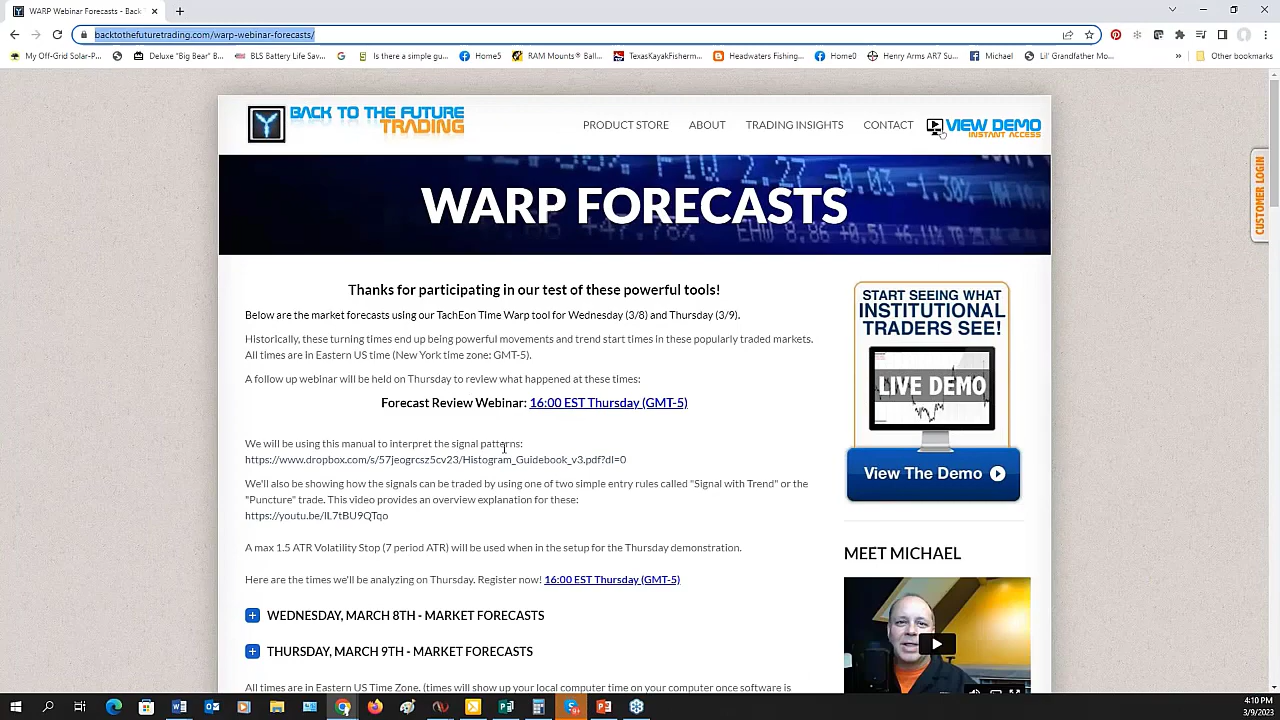 WARP Webinar Forecasts - Back T
backtothefuturetrading.com/warp-webinar-forecasts/
My Off-Grid Solar-P...
Deluxe "Big Bear" B...
BLS Battery Life Sav...
Is there a simple gu...
Home5
RAM Mounts® Ball...
TexasKayakFisherm...
Headwaters Fishing...
Home0
Henry Arms AR7 Su...
Michael
Lil' Grandfather Mo...
Other bookmarks
BACK TO THE FUTURE
TRADING
PRODUCT STORE
ABOUT
TRADING INSIGHTS
CONTACT
VIEW DEMO
INSTANT ACCESS
CUSTOMER LOGIN
WARP FORECASTS
Thanks for participating in our test of these powerful tools!
Below are the market forecasts using our TachEon Time Warp tool for Wednesday (3/8) and Thursday (3/9).
Historically, these turning times end up being powerful movements and trend start times in these popularly traded markets.
All times are in Eastern US time (New York time zone: GMT-5).
A follow up webinar will be held on Thursday to review what happened at these times:
Forecast Review Webinar: 16:00 EST Thursday (GMT-5)
We will be using this manual to interpret the signal patterns:
https://www.dropbox.com/s/57jeogrcsz5cv23/Histogram_Guidebook_v3.pdf?dl=0
We'll also be showing how the signals can be traded by using one of two simple entry rules called "Signal with Trend" or the
"Puncture" trade. This video provides an overview explanation for these:
https://youtu.be/lL7tBU9QTqo
A max 1.5 ATR Volatility Stop (7 period ATR) will be used when in the setup for the Thursday demonstration.
Here are the times we'll be analyzing on Thursday. Register now! 16:00 EST Thursday (GMT-5)
WEDNESDAY, MARCH 8TH - MARKET FORECASTS
THURSDAY, MARCH 9TH - MARKET FORECASTS
All times are in Eastern US Time Zone. (times will show up your local computer time on your computer once software is
START SEEING WHAT
INSTITUTIONAL
TRADERS SEE!
LIVE DEMO
View The Demo
MEET MICHAEL
4:10 PM
3/9/2023